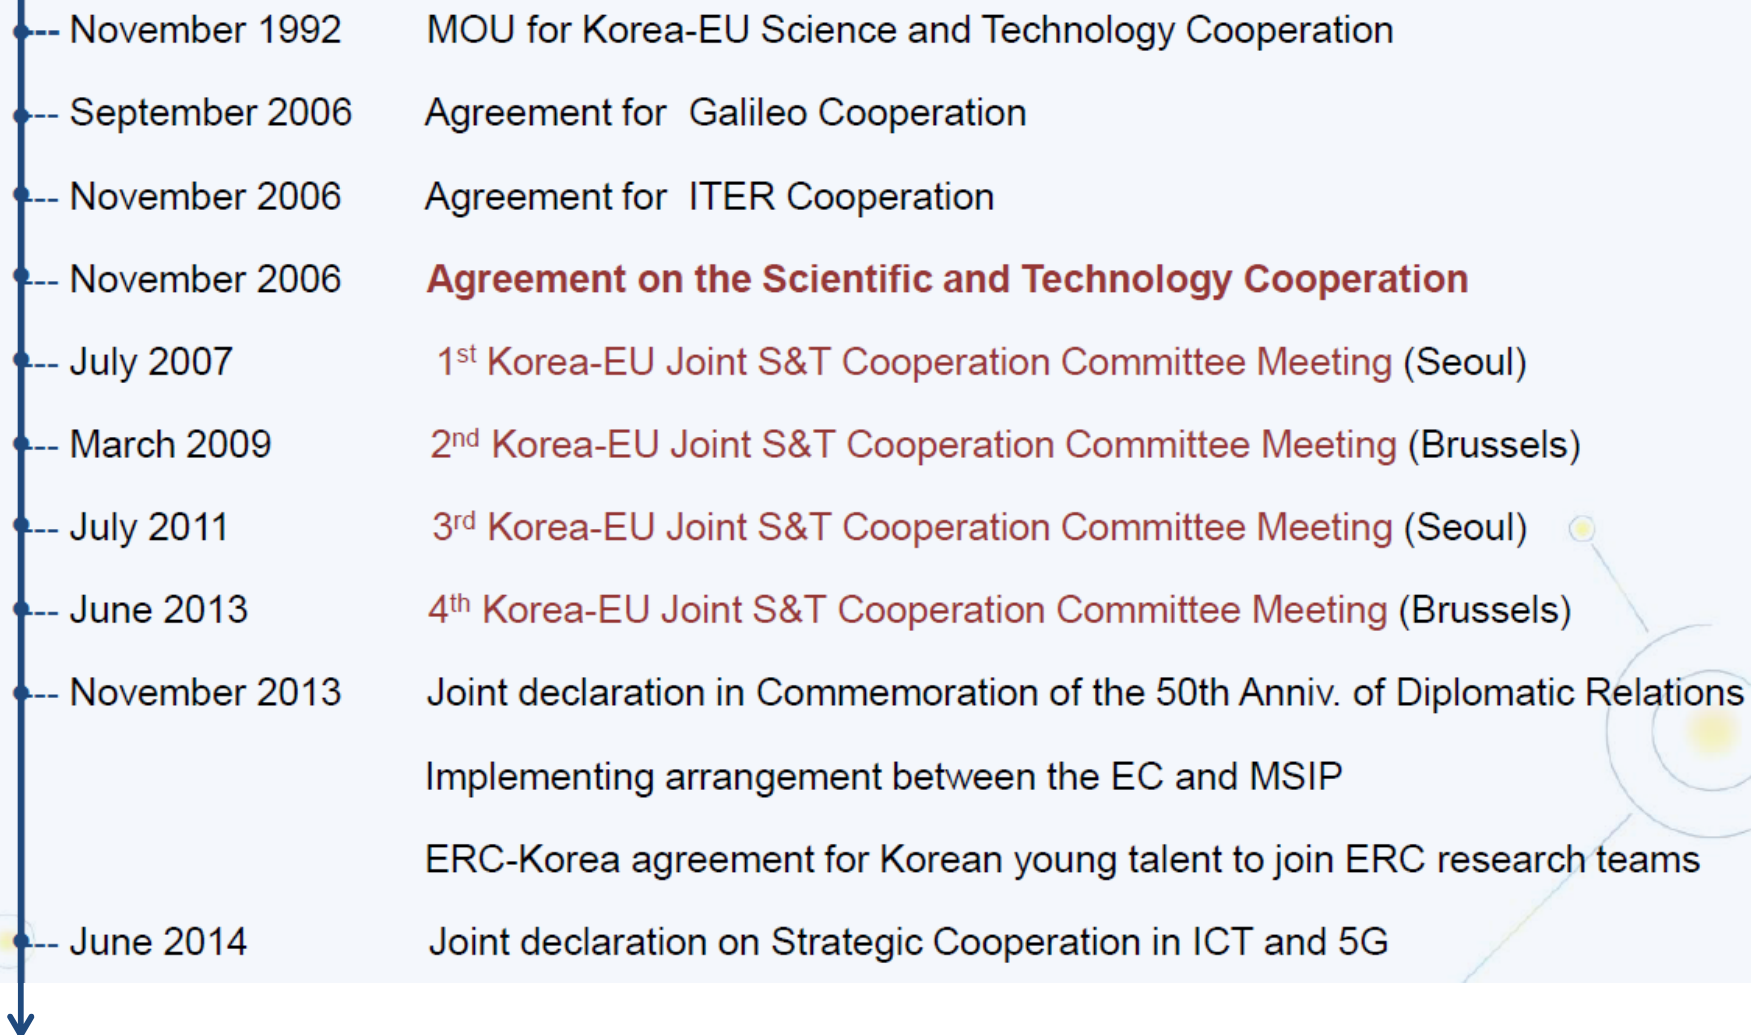 November 1992 MOU for Korea-EU Science and Technology Cooperation
September 2006 Agreement for Galileo Cooperation
November 2006 Agreement for ITER Cooperation
November 2006 Agreement on the Scientific and Technology Cooperation
July 2007 1st Korea-EU Joint S&T Cooperation Committee Meeting (Seoul)
March 2009 2nd Korea-EU Joint S&T Cooperation Committee Meeting (Brussels)
July 2011 3rd Korea-EU Joint S&T Cooperation Committee Meeting (Seoul)
June 2013 4th Korea-EU Joint S&T Cooperation Committee Meeting (Brussels)
November 2013 Joint declaration in Commemoration of the 50th Anniv. of Diplomatic Relations
Implementing arrangement between the EC and MSIP
ERC-Korea agreement for Korean young talent to join ERC research teams
June 2014 Joint declaration on Strategic Cooperation in ICT and 5G